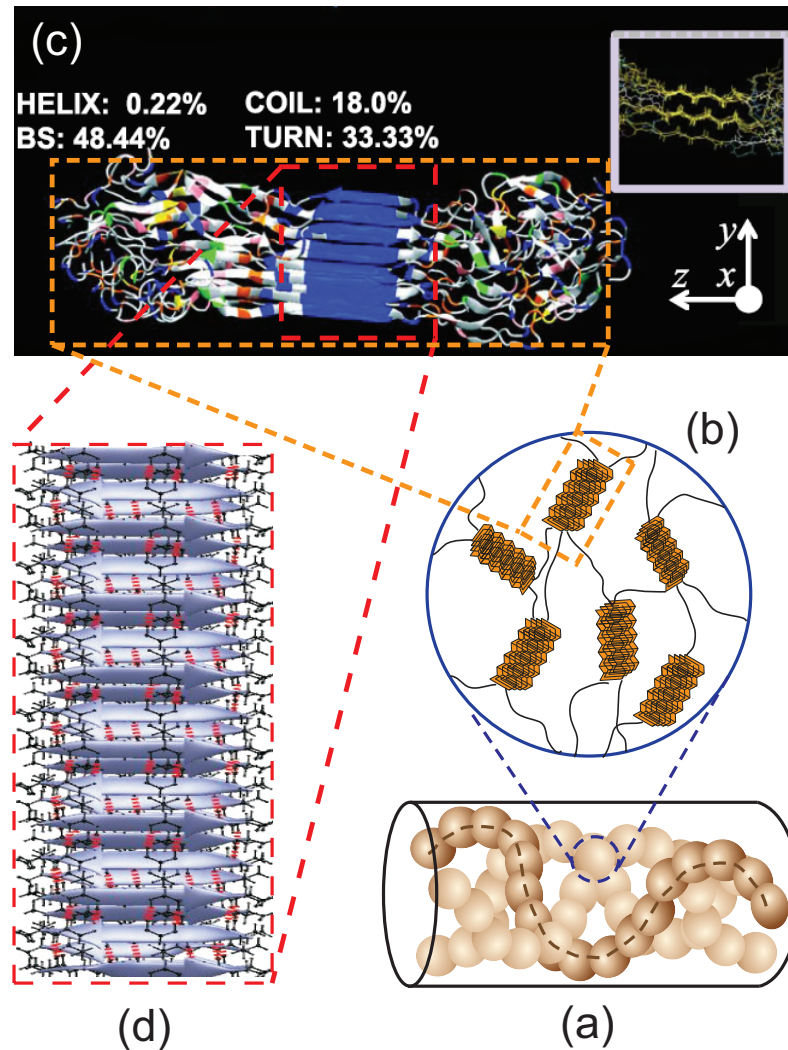 (c)
HELIX: 0.22% COIL: 18.0%
BS: 48.44% TURN: 33.33%
y
z x
(b)
(d)
(a)